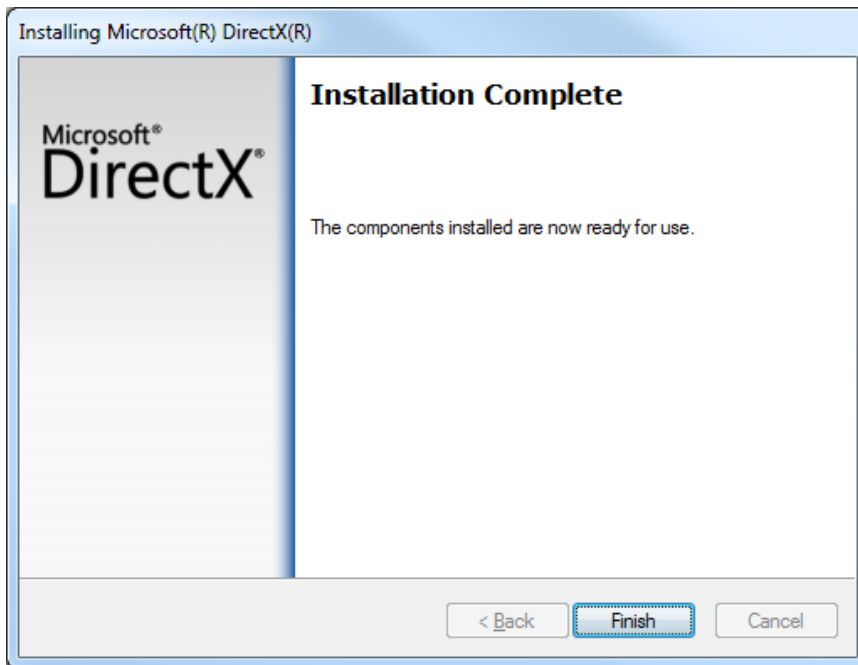 Installing Microsoft(R) DirectX(R)
Microsoft®
DirectX®
Installation Complete
The components installed are now ready for use.
< Back
Finish
Cancel